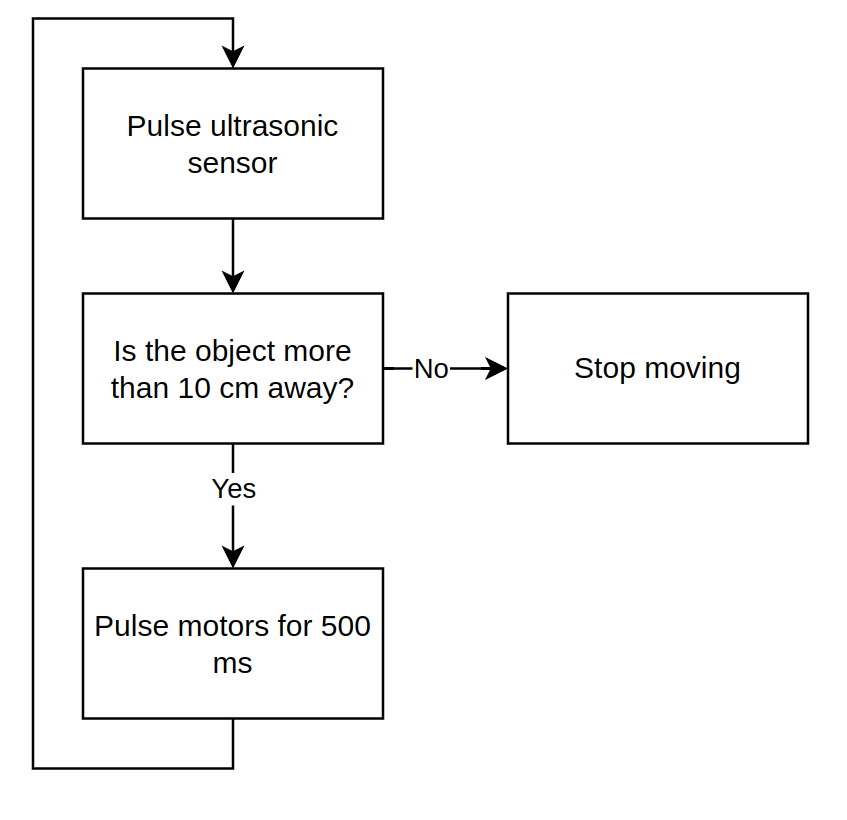 Pulse ultrasonic
sensor
Is the object more
than 10 cm away?
No
Stop moving
Yes
Pulse motors for 500
ms